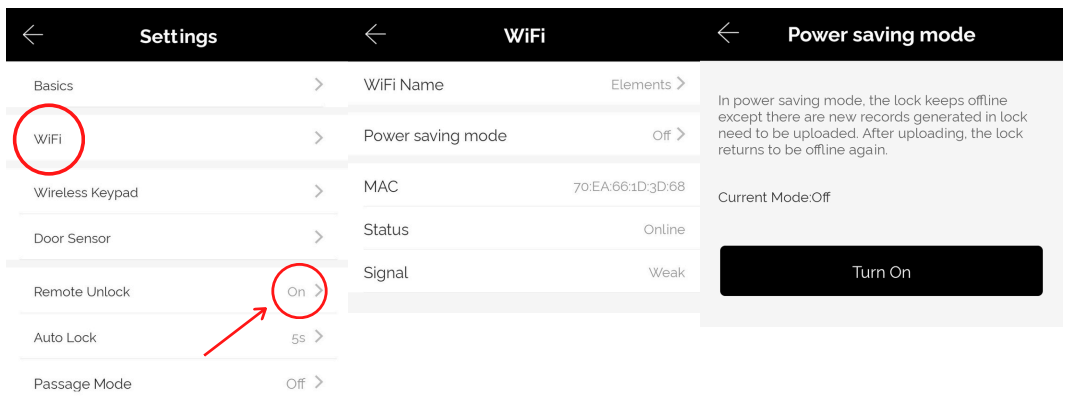 Settings
Basics
WiFi
Wireless Keypad
Door Sensor
Remote Unlock On
Auto Lock 5s
Passage Mode Off
WiFi
WiFi Name Elements
Power saving mode Off
MAC 70:EA:66:1D:3D:68
Status Online
Signal Weak
Power saving mode
In power saving mode, the lock keeps offline
except there are new records generated in lock
need to be uploaded. After uploading, the lock
returns to be offline again.
Current Mode:Off
Turn On